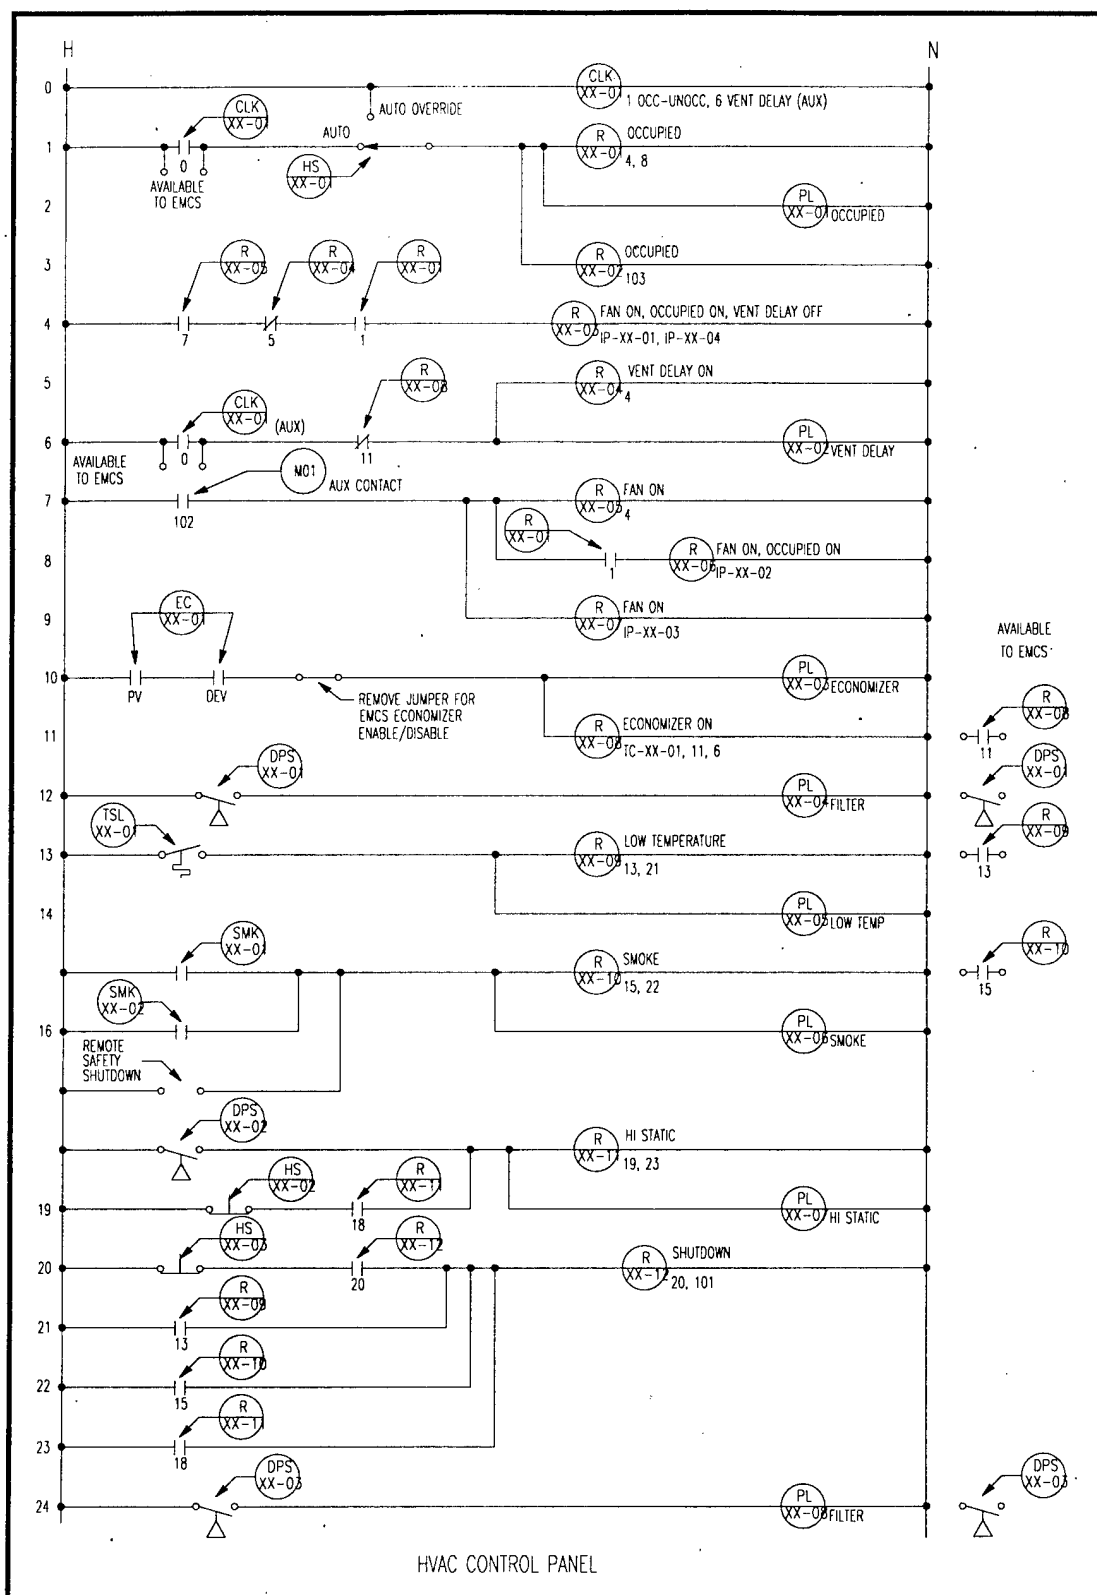 H N
0 CLK XX-01 1 OCC-UNOCC, 6 VENT DELAY (AUX)
AUTO OVERRIDE
CLK XX-01
1 0 AUTO R XX-01 OCCUPIED 4, 8
HS XX-01
AVAILABLE
TO EMCS
2 PL XX-01 OCCUPIED
R XX-05 R XX-04 R XX-01
3 R XX-02 OCCUPIED 103
4 7 5 1 R XX-03 FAN ON, OCCUPIED ON, VENT DELAY OFF
IP-XX-01, IP-XX-04
5 R XX-08 R XX-04 VENT DELAY ON 4
CLK XX-01 (AUX)
6 0 11 PL XX-02 VENT DELAY
AVAILABLE
TO EMCS
M01 AUX CONTACT
7 102 R XX-05 FAN ON 4
R XX-01
8 1 R XX-06 FAN ON, OCCUPIED ON
IP-XX-02
9 R XX-07 FAN ON
IP-XX-03
EC XX-01
AVAILABLE
TO EMCS
10 PV DEV PL XX-03 ECONOMIZER
REMOVE JUMPER FOR
EMCS ECONOMIZER
ENABLE/DISABLE
R XX-08
11 R XX-08 ECONOMIZER ON
TC-XX-01, 11, 6
11
DPS XX-01 DPS XX-01
12 PL XX-04 FILTER
TSL XX-01 R XX-09
13 R XX-09 LOW TEMPERATURE
13, 21
13
14 PL XX-05 LOW TEMP
SMK XX-01 R XX-10
R XX-10 SMOKE
15, 22
15
SMK XX-02
16 PL XX-06 SMOKE
REMOTE
SAFETY
SHUTDOWN
DPS XX-02
R XX-11 HI STATIC
19, 23
HS XX-02 R XX-11
19 18 PL XX-07 HI STATIC
HS XX-03 R XX-12
20 20 R XX-12 SHUTDOWN
20, 101
R XX-09
21 13
R XX-10
22 15
R XX-11
23 18
DPS XX-03 DPS XX-03
24 PL XX-08 FILTER
HVAC CONTROL PANEL